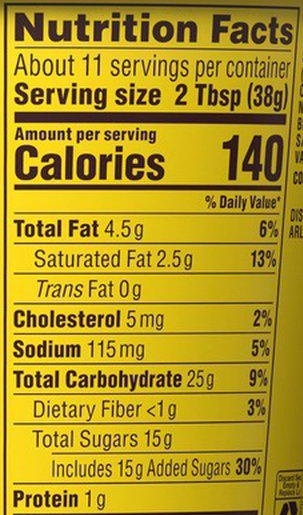 Nutrition Facts
About 11 servings per container
Serving size 2 Tbsp (38g)
Amount per serving
Calories 140
% Daily Value*
Total Fat 4.5g 6%
Saturated Fat 2.5g 13%
Trans Fat 0g
Cholesterol 5mg 2%
Sodium 115mg 5%
Total Carbohydrate 25g 9%
Dietary Fiber <1g 3%
Total Sugars 15g
Includes 15g Added Sugars 30%
Protein 1g